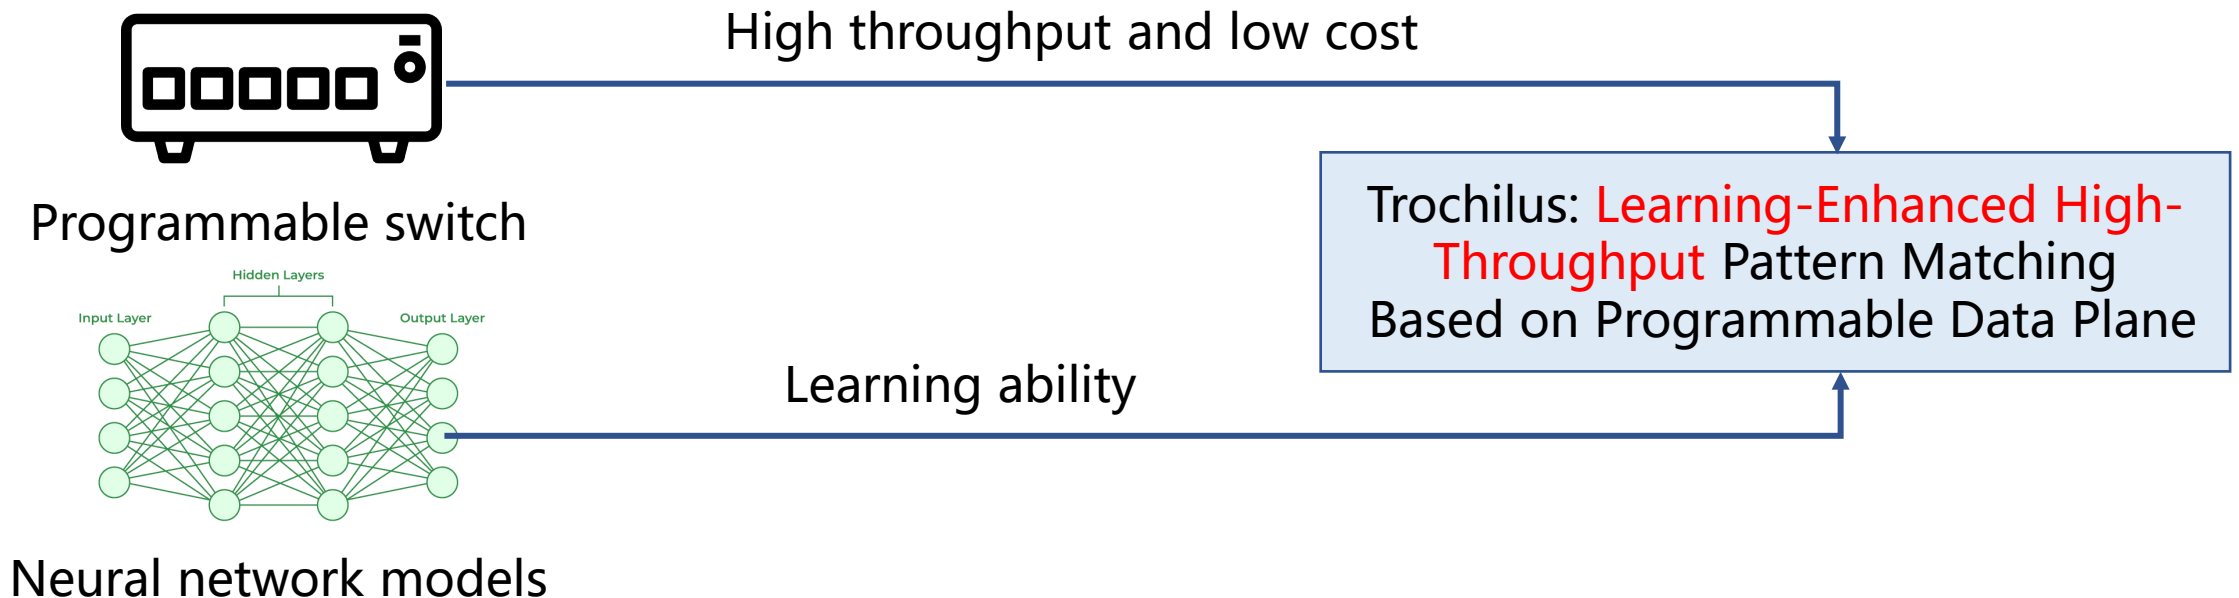 High throughput and low cost
Programmable switch
Trochilus: Learning-Enhanced High-
Throughput Pattern Matching
Based on Programmable Data Plane
Hidden Layers
Input Layer
Output Layer
Learning ability
Neural network models